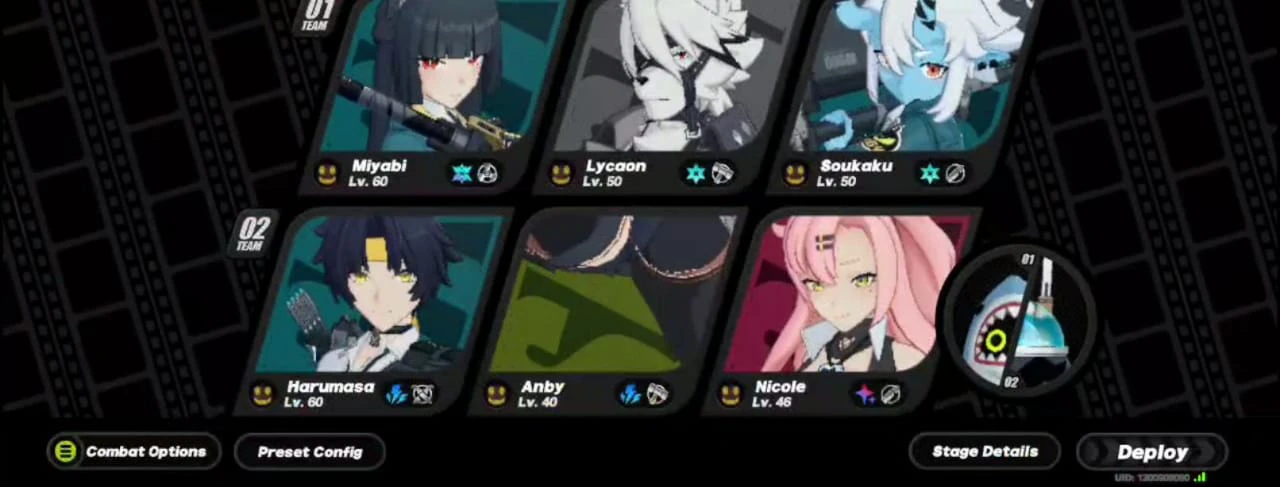 01
TEAM
Miyabi
Lv. 60
Lycaon
Lv. 50
Soukaku
Lv. 50
02
TEAM
01
02
Harumasa
Lv. 60
Anby
Lv. 40
Nicole
Lv. 46
Combat Options
Preset Config
Stage Details
Deploy